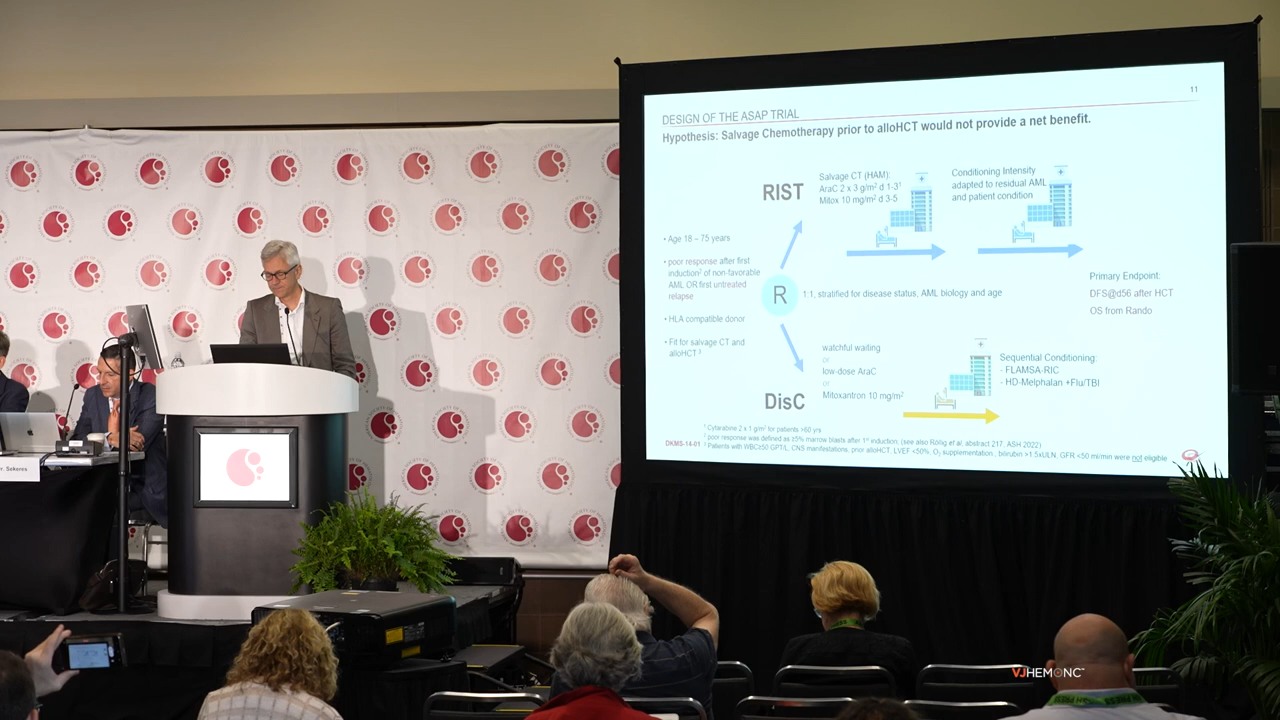 11
DESIGN OF THE ASAP TRIAL
Hypothesis: Salvage Chemotherapy prior to alloHCT would not provide a net benefit.
RIST
Salvage CT (HAM):
AraC 2 x 3 g/m² d 1-3¹
Mitox 10 mg/m² d 3-5
Conditioning Intensity
adapted to residual AML
and patient condition
• Age 18 – 75 years
• poor response after first
induction² of non-favorable
AML OR first untreated
relapse
• HLA compatible donor
• Fit for salvage CT and
alloHCT ³
R
1:1, stratified for disease status, AML biology and age
Primary Endpoint:
DFS@d56 after HCT
OS from Rando
DisC
watchful waiting
or
low-dose AraC
or
Mitoxantron 10 mg/m²
Sequential Conditioning:
- FLAMSA-RIC
- HD-Melphalan +Flu/TBI
¹ Cytarabine 2 x 1 g/m² for patients >60 yrs
² poor response was defined as ≥5% marrow blasts after 1st induction; (see also Röllig et al, abstract 217, ASH 2022)
DKMS-14-01
³ Patients with WBC≥50 GPT/L, CNS manifestations, prior alloHCT, LVEF <50%, O₂ supplementation., bilirubin >1.5xULN, GFR <50 ml/min were not eligible
r. Sekeres
VJHEMONC™